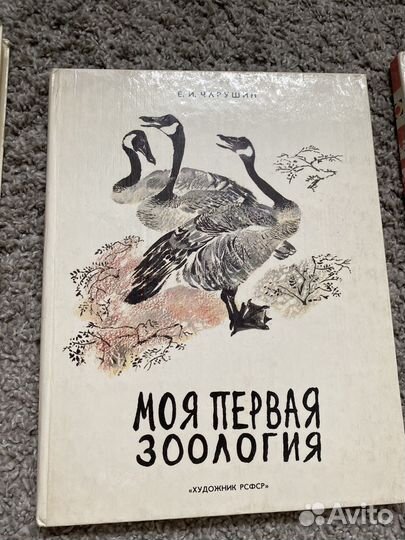 Е. И. ЧАРУШИН
МОЯ ПЕРВАЯ
ЗООЛОГИЯ
«ХУДОЖНИК РСФСР»
Avito